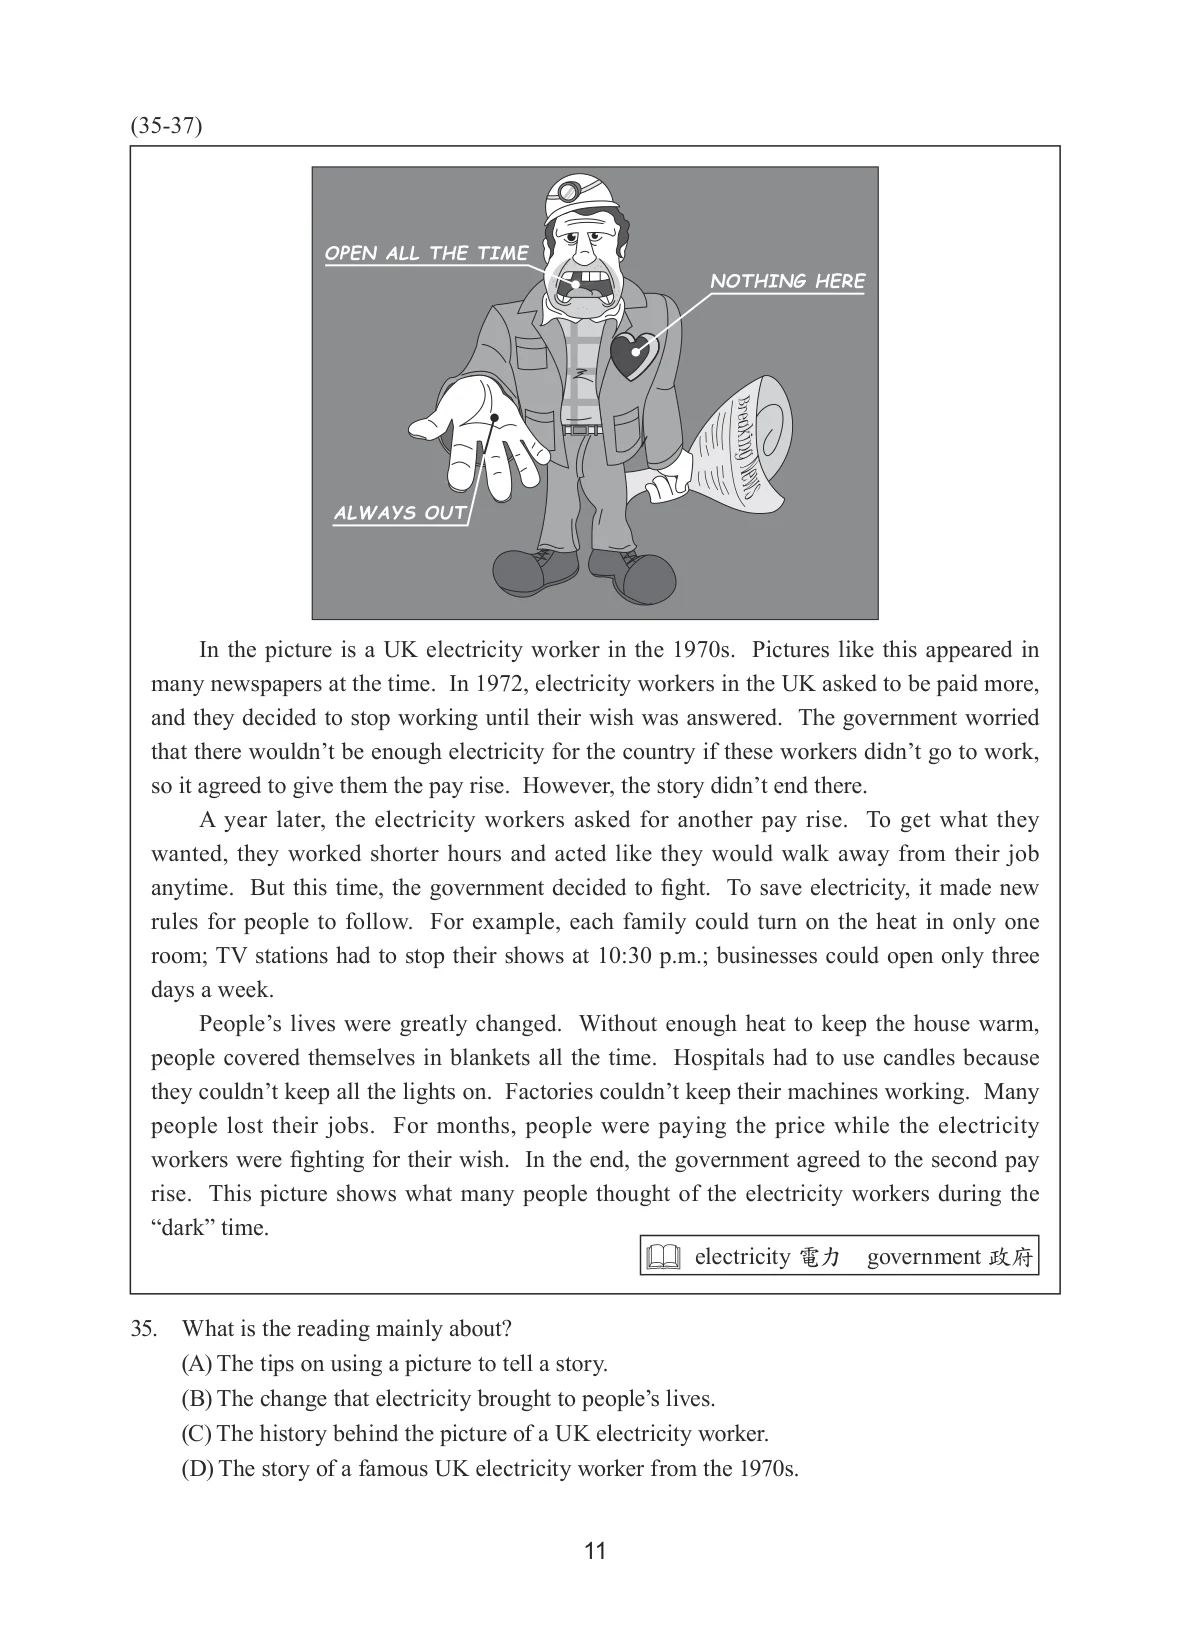 (35-37)
OPEN ALL THE TIME
NOTHING HERE
Breaking News
ALWAYS OUT
In the picture is a UK electricity worker in the 1970s. Pictures like this appeared in
many newspapers at the time. In 1972, electricity workers in the UK asked to be paid more,
and they decided to stop working until their wish was answered. The government worried
that there wouldn’t be enough electricity for the country if these workers didn’t go to work,
so it agreed to give them the pay rise. However, the story didn’t end there.
A year later, the electricity workers asked for another pay rise. To get what they
wanted, they worked shorter hours and acted like they would walk away from their job
anytime. But this time, the government decided to fight. To save electricity, it made new
rules for people to follow. For example, each family could turn on the heat in only one
room; TV stations had to stop their shows at 10:30 p.m.; businesses could open only three
days a week.
People’s lives were greatly changed. Without enough heat to keep the house warm,
people covered themselves in blankets all the time. Hospitals had to use candles because
they couldn’t keep all the lights on. Factories couldn’t keep their machines working. Many
people lost their jobs. For months, people were paying the price while the electricity
workers were fighting for their wish. In the end, the government agreed to the second pay
rise. This picture shows what many people thought of the electricity workers during the
“dark” time.
electricity 電力 government 政府
35. What is the reading mainly about?
(A) The tips on using a picture to tell a story.
(B) The change that electricity brought to people’s lives.
(C) The history behind the picture of a UK electricity worker.
(D) The story of a famous UK electricity worker from the 1970s.
11